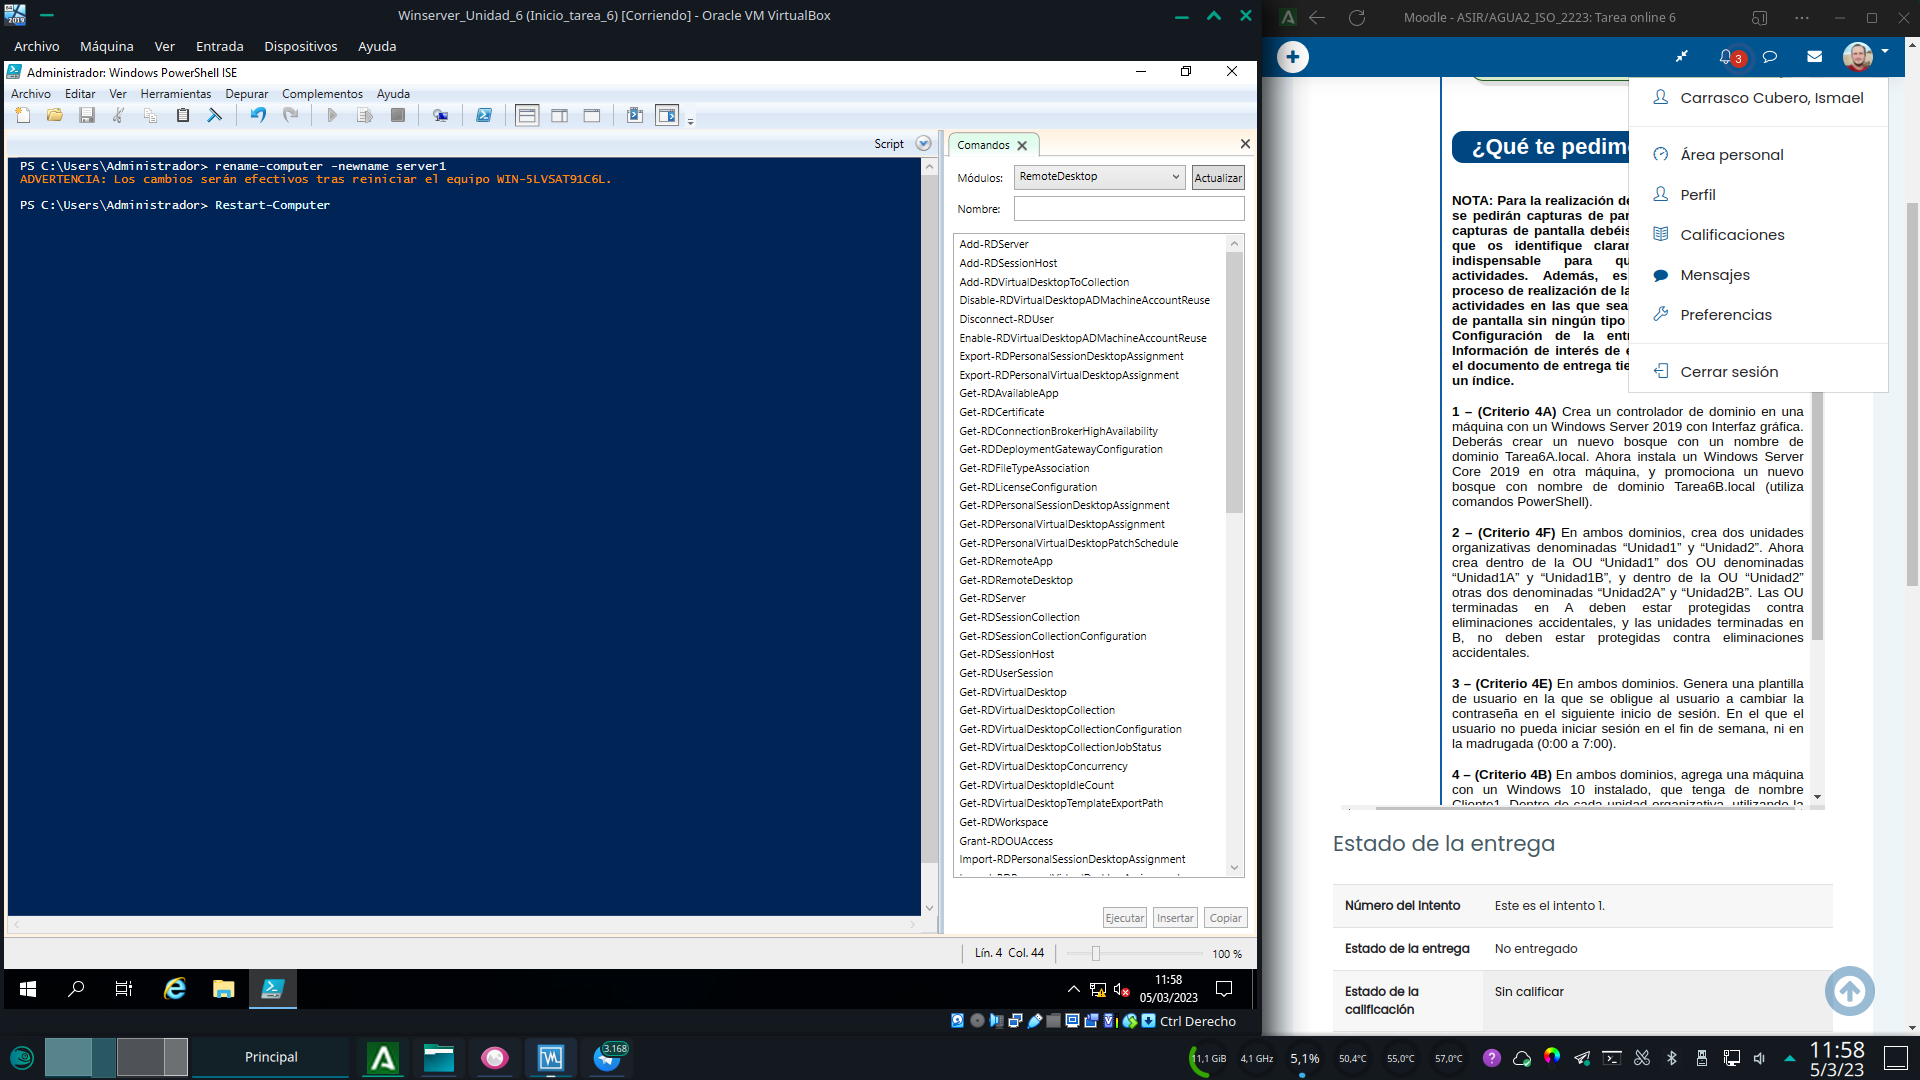 Winserver_Unidad_6 (Inicio_tarea_6) [Corriendo] - Oracle VM VirtualBox
Archivo Máquina Ver Entrada Dispositivos Ayuda
Administrador: Windows PowerShell ISE
Archivo Editar Ver Herramientas Depurar Complementos Ayuda
Script
PS C:\Users\Administrador> rename-computer -newname server1
ADVERTENCIA: Los cambios serán efectivos tras reiniciar el equipo WIN-5LVSAT91C6L.
PS C:\Users\Administrador> Restart-Computer
Comandos
Módulos: RemoteDesktop Actualizar
Nombre:
Add-RDServer
Add-RDSessionHost
Add-RDVirtualDesktopToCollection
Disable-RDVirtualDesktopADMachineAccountReuse
Disconnect-RDUser
Enable-RDVirtualDesktopADMachineAccountReuse
Export-RDPersonalSessionDesktopAssignment
Export-RDPersonalVirtualDesktopAssignment
Get-RDAvailableApp
Get-RDCertificate
Get-RDConnectionBrokerHighAvailability
Get-RDDeploymentGatewayConfiguration
Get-RDFileTypeAssociation
Get-RDLicenseConfiguration
Get-RDPersonalSessionDesktopAssignment
Get-RDPersonalVirtualDesktopAssignment
Get-RDPersonalVirtualDesktopPatchSchedule
Get-RDRemoteApp
Get-RDRemoteDesktop
Get-RDServer
Get-RDSessionCollection
Get-RDSessionCollectionConfiguration
Get-RDSessionHost
Get-RDUserSession
Get-RDVirtualDesktop
Get-RDVirtualDesktopCollection
Get-RDVirtualDesktopCollectionConfiguration
Get-RDVirtualDesktopCollectionJobStatus
Get-RDVirtualDesktopConcurrency
Get-RDVirtualDesktopIdleCount
Get-RDVirtualDesktopTemplateExportPath
Get-RDWorkspace
Grant-RDOUAccess
Import-RDPersonalSessionDesktopAssignment
Ejecutar Insertar Copiar
Lín. 4 Col. 44 100 %
11:58
05/03/2023
Ctrl Derecho
Moodle - ASIR/AGUA2_ISO_2223: Tarea online 6
3
Carrasco Cubero, Ismael
Área personal
Perfil
Calificaciones
Mensajes
Preferencias
Cerrar sesión
¿Qué te pedim
NOTA: Para la realización de
se pedirán capturas de pa
capturas de pantalla debéis
que os identifique clara
indispensable para qu
actividades. Además, es
proceso de realización de la
actividades en las que sea
de pantalla sin ningún tipo
Configuración de la ent
Información de interés de
el documento de entrega tie
un índice.
1 – (Criterio 4A) Crea un controlador de dominio en una
máquina con un Windows Server 2019 con Interfaz gráfica.
Deberás crear un nuevo bosque con un nombre de
dominio Tarea6A.local. Ahora instala un Windows Server
Core 2019 en otra máquina, y promociona un nuevo
bosque con nombre de dominio Tarea6B.local (utiliza
comandos PowerShell).
2 – (Criterio 4F) En ambos dominios, crea dos unidades
organizativas denominadas “Unidad1” y “Unidad2”. Ahora
crea dentro de la OU “Unidad1” dos OU denominadas
“Unidad1A” y “Unidad1B”, y dentro de la OU “Unidad2”
otras dos denominadas “Unidad2A” y “Unidad2B”. Las OU
terminadas en A deben estar protegidas contra
eliminaciones accidentales, y las unidades terminadas en
B, no deben estar protegidas contra eliminaciones
accidentales.
3 – (Criterio 4E) En ambos dominios. Genera una plantilla
de usuario en la que se obligue al usuario a cambiar la
contraseña en el siguiente inicio de sesión. En el que el
usuario no pueda iniciar sesión en el fin de semana, ni en
la madrugada (0:00 a 7:00).
4 – (Criterio 4B) En ambos dominios, agrega una máquina
con un Windows 10 instalado, que tenga de nombre
Cliente1. Dentro de cada unidad organizativa, utilizando la
Estado de la entrega
Número del intento Este es el intento 1.
Estado de la entrega No entregado
Estado de la calificación Sin calificar
Principal
3.168
11,1 GiB 4,1 GHz 5,1% 50,4°C 55,0°C 57,0°C
11:58
5/3/23